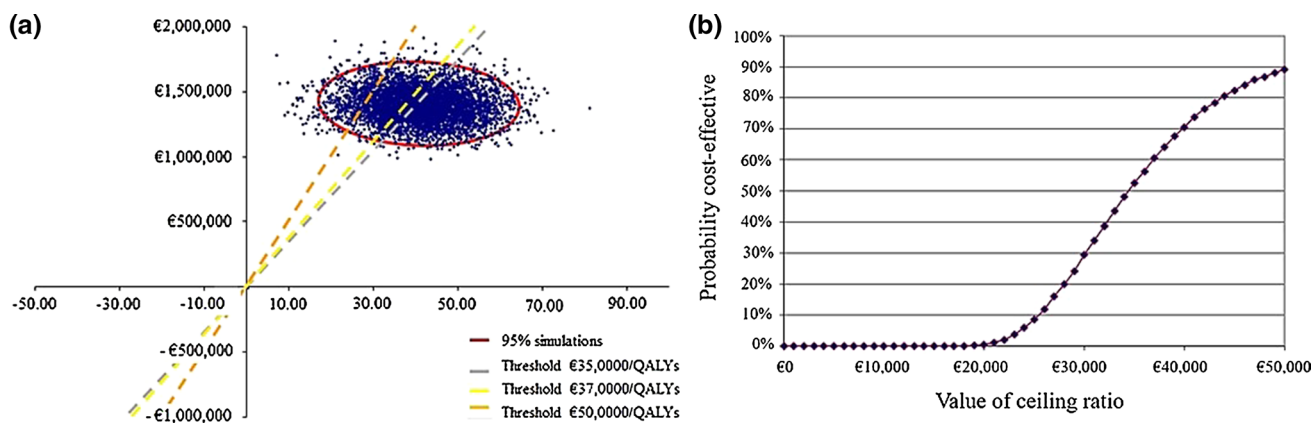 (a)
€2,000,000
€1,500,000
€1,000,000
€500,000
-50.00 -30.00 -10.00 10.00 30.00 50.00 70.00 90.00
-€500,000
-€1,000,000
95% simulations
Threshold €35,0000/QALYs
Threshold €37,0000/QALYs
Threshold €50,0000/QALYs
(b)
Probability cost-effective
100%
90%
80%
70%
60%
50%
40%
30%
20%
10%
0%
€0 €10,000 €20,000 €30,000 €40,000 €50,000
Value of ceiling ratio